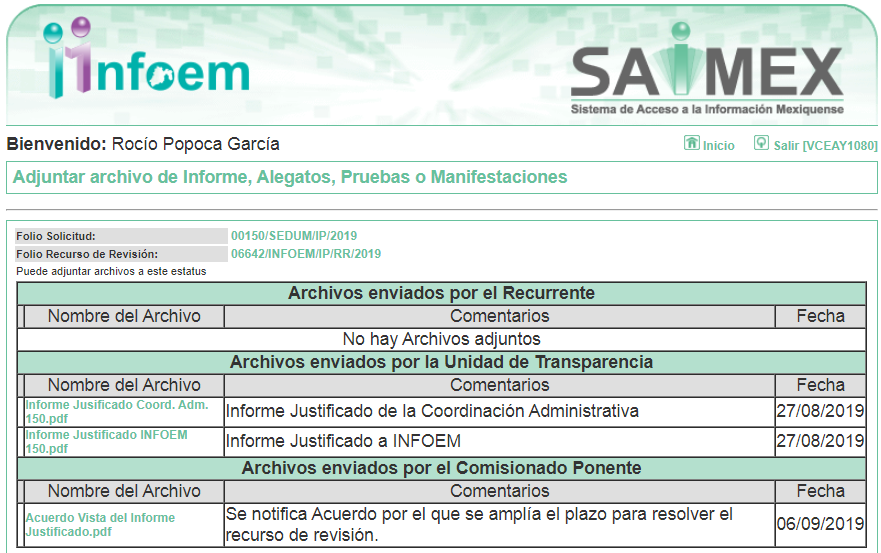 infoem
SAIMEX
Sistema de Acceso a la Información Mexiquense
Bienvenido: Rocío Popoca García
Inicio
Salir [VCEAY1080]
Adjuntar archivo de Informe, Alegatos, Pruebas o Manifestaciones
Folio Solicitud: 00150/SEDUM/IP/2019
Folio Recurso de Revisión: 06642/INFOEM/IP/RR/2019
Puede adjuntar archivos a este estatus
Archivos enviados por el Recurrente
Nombre del Archivo Comentarios Fecha
No hay Archivos adjuntos
Archivos enviados por la Unidad de Transparencia
Nombre del Archivo Comentarios Fecha
Informe Jusificado Coord. Adm.
150.pdf
Informe Justificado de la Coordinación Administrativa 27/08/2019
Informe Justificado INFOEM
150.pdf
Informe Justificado a INFOEM 27/08/2019
Archivos enviados por el Comisionado Ponente
Nombre del Archivo Comentarios Fecha
Acuerdo Vista del Informe
Justificado.pdf
Se notifica Acuerdo por el que se amplía el plazo para resolver el
recurso de revisión.
06/09/2019